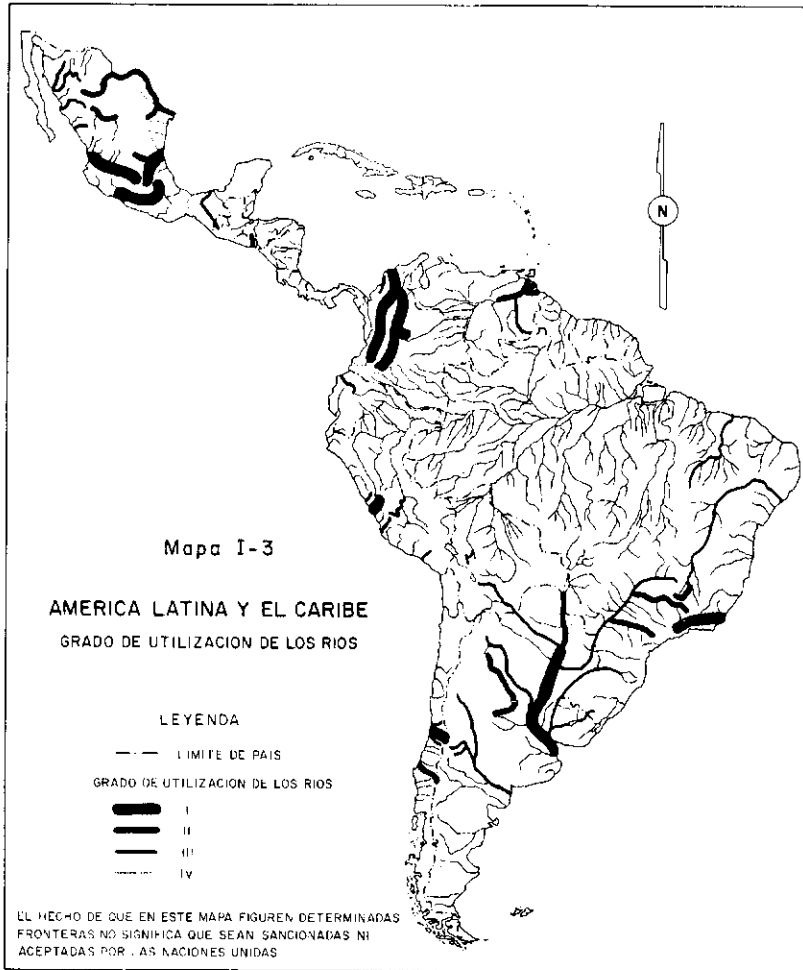 N
Mapa I-3
AMERICA LATINA Y EL CARIBE
GRADO DE UTILIZACION DE LOS RIOS
LEYENDA
LIMITE DE PAIS
GRADO DE UTILIZACION DE LOS RIOS
I
II
III
IV
EL HECHO DE QUE EN ESTE MAPA FIGUREN DETERMINADAS
FRONTERAS NO SIGNIFICA QUE SEAN SANCIONADAS NI
ACEPTADAS POR LAS NACIONES UNIDAS